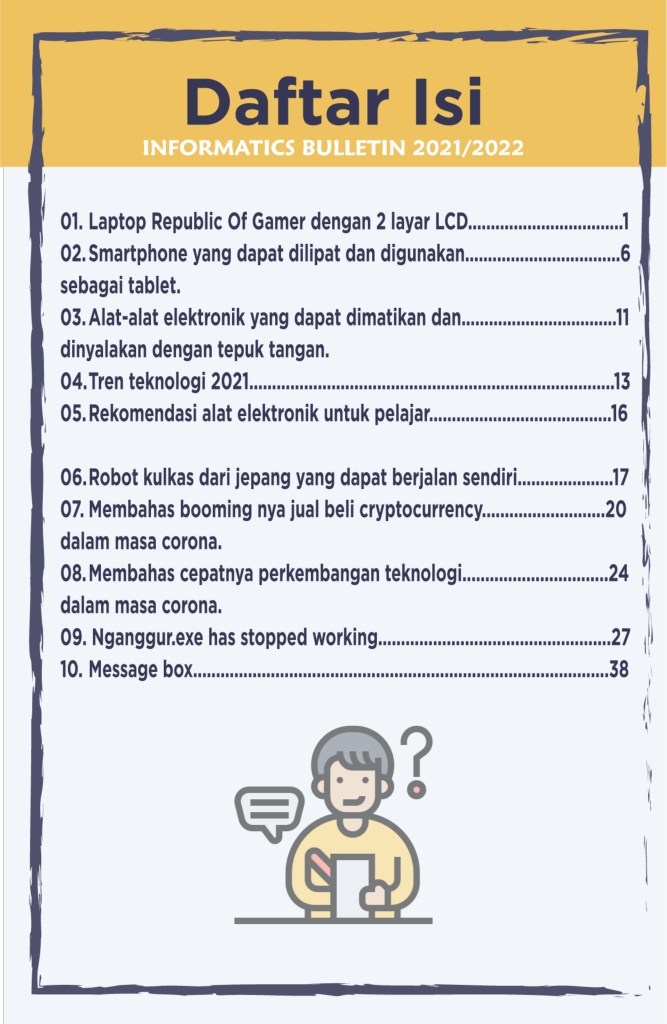 Daftar Isi
INFORMATICS BULLETIN 2021/2022
01. Laptop Republic Of Gamer dengan 2 layar LCD..................................1
02. Smartphone yang dapat dilipat dan digunakan..................................6
sebagai tablet.
03. Alat-alat elektronik yang dapat dimatikan dan..................................11
dinyalakan dengan tepuk tangan.
04. Tren teknologi 2021................................................................................13
05. Rekomendasi alat elektronik untuk pelajar........................................16
06. Robot kulkas dari jepang yang dapat berjalan sendiri.....................17
07. Membahas booming nya jual beli cryptocurrency...........................20
dalam masa corona.
08. Membahas cepatnya perkembangan teknologi................................24
dalam masa corona.
09. Nganggur.exe has stopped working...................................................27
10. Message box...........................................................................................38
?